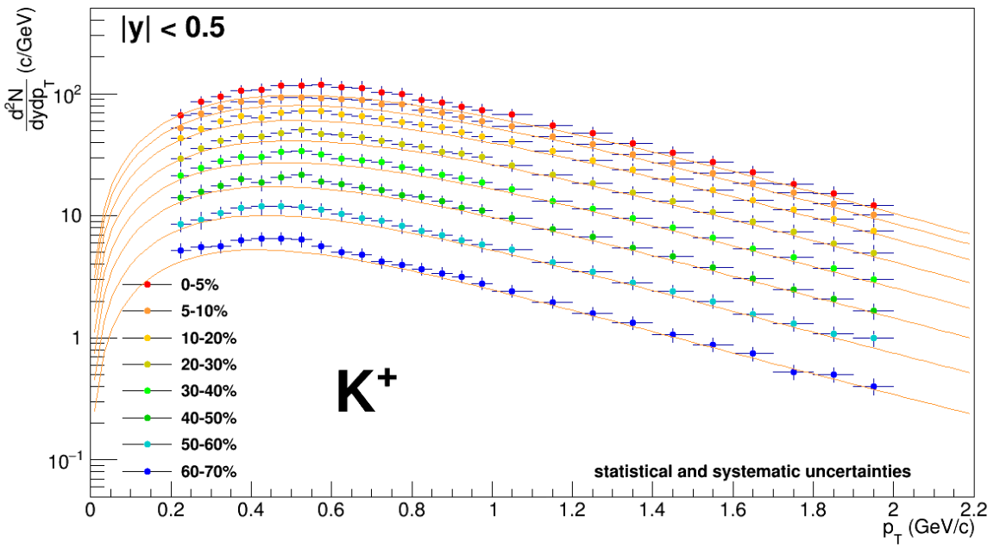 |y| < 0.5
d²N
dydp_T
(c/GeV)
10²
10
1
10⁻¹
0-5%
5-10%
10-20%
20-30%
30-40%
40-50%
50-60%
60-70%
K⁺
statistical and systematic uncertainties
0 0.2 0.4 0.6 0.8 1 1.2 1.4 1.6 1.8 2 2.2
p_T (GeV/c)